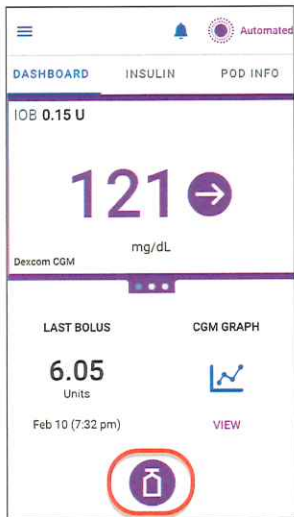 Automated
DASHBOARD INSULIN POD INFO
IOB 0.15 U
121
mg/dL
Dexcom CGM
LAST BOLUS CGM GRAPH
6.05
Units
Feb 10 (7:32 pm) VIEW